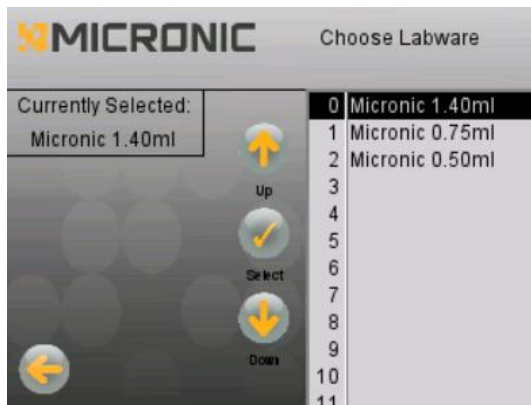 MICRONIC
Choose Labware
Currently Selected:
Micronic 1.40ml
Up
Select
Down
0 Micronic 1.40ml
1 Micronic 0.75ml
2 Micronic 0.50ml
3
4
5
6
7
8
9
10
11